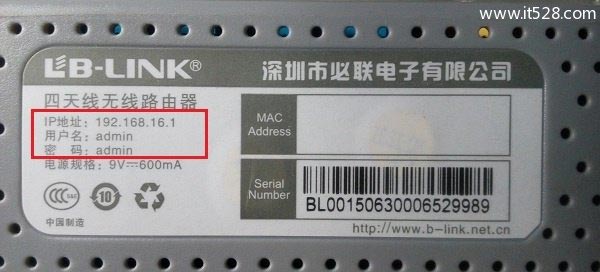 www.it528.com
LB-LINK® 深圳市必联电子有限公司
四天线无线路由器
IP地址：192.168.16.1
用户名：admin
密 码：admin
电源规格：9V⎓600mA
MAC
Address
Serial
Number
BL00150630006529989
CCC S&E
10
中国制造
http://www.b-link.net.cn